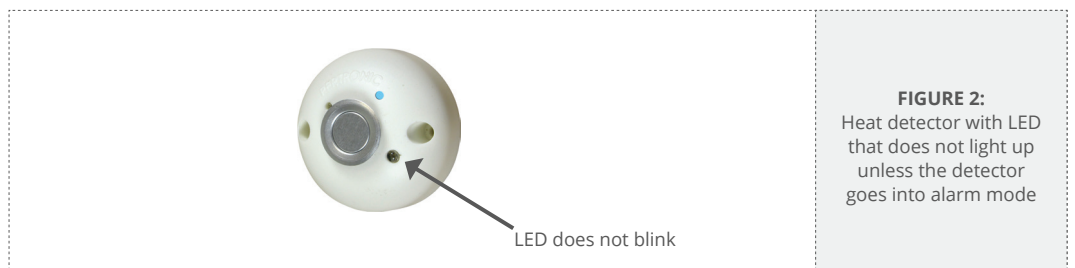 LED does not blink
FIGURE 2:
Heat detector with LED
that does not light up
unless the detector
goes into alarm mode